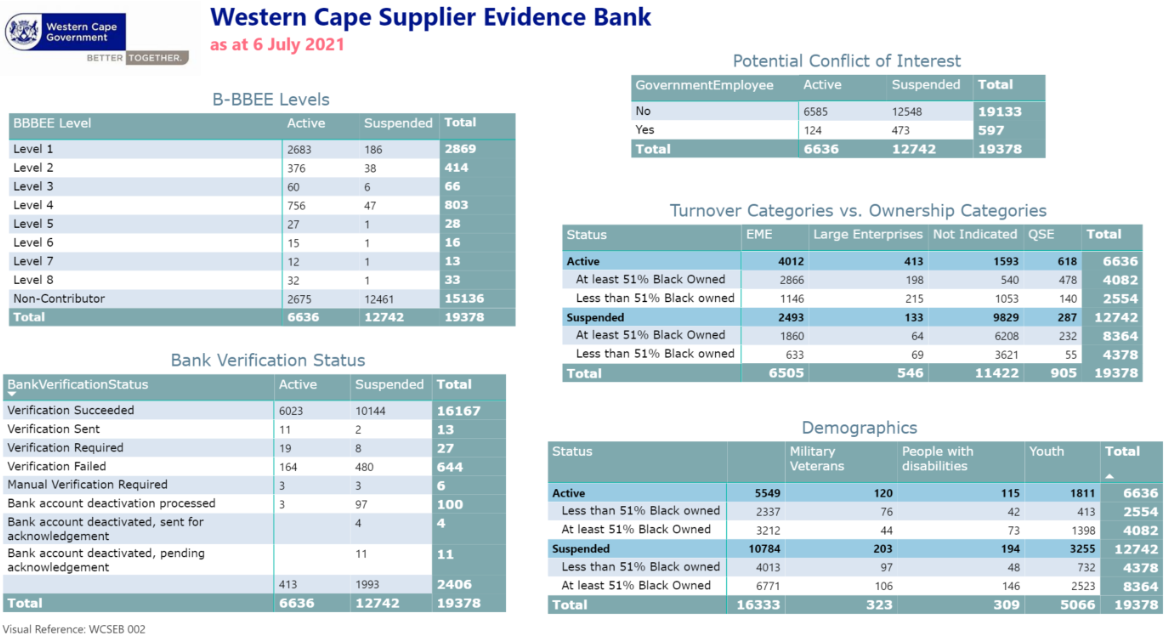 Western Cape Supplier Evidence Bank
as at 6 July 2021
Western Cape
Government
BETTER TOGETHER.
B-BBEE Levels
BBBEE Level Active Suspended Total
Level 1 2683 186 2869
Level 2 376 38 414
Level 3 60 6 66
Level 4 756 47 803
Level 5 27 1 28
Level 6 15 1 16
Level 7 12 1 13
Level 8 32 1 33
Non-Contributor 2675 12461 15136
Total 6636 12742 19378
Bank Verification Status
BankVerificationStatus Active Suspended Total
Verification Succeeded 6023 10144 16167
Verification Sent 11 2 13
Verification Required 19 8 27
Verification Failed 164 480 644
Manual Verification Required 3 3 6
Bank account deactivation processed 3 97 100
Bank account deactivated, sent for 4 4
acknowledgement
Bank account deactivated, pending 11 11
acknowledgement
413 1993 2406
Total 6636 12742 19378
Visual Reference: WCSEB 002
Potential Conflict of Interest
GovernmentEmployee Active Suspended Total
No 6585 12548 19133
Yes 124 473 597
Total 6636 12742 19378
Turnover Categories vs. Ownership Categories
Status EME Large Enterprises Not Indicated QSE Total
Active 4012 413 1593 618 6636
At least 51% Black Owned 2866 198 540 478 4082
Less than 51% Black owned 1146 215 1053 140 2554
Suspended 2493 133 9829 287 12742
At least 51% Black Owned 1860 64 6208 232 8364
Less than 51% Black owned 633 69 3621 55 4378
Total 6505 546 11422 905 19378
Demographics
Status Military People with Youth Total
Veterans disabilities
Active 5549 120 115 1811 6636
Less than 51% Black owned 2337 76 42 413 2554
At least 51% Black Owned 3212 44 73 1398 4082
Suspended 10784 203 194 3255 12742
Less than 51% Black owned 4013 97 48 732 4378
At least 51% Black Owned 6771 106 146 2523 8364
Total 16333 323 309 5066 19378